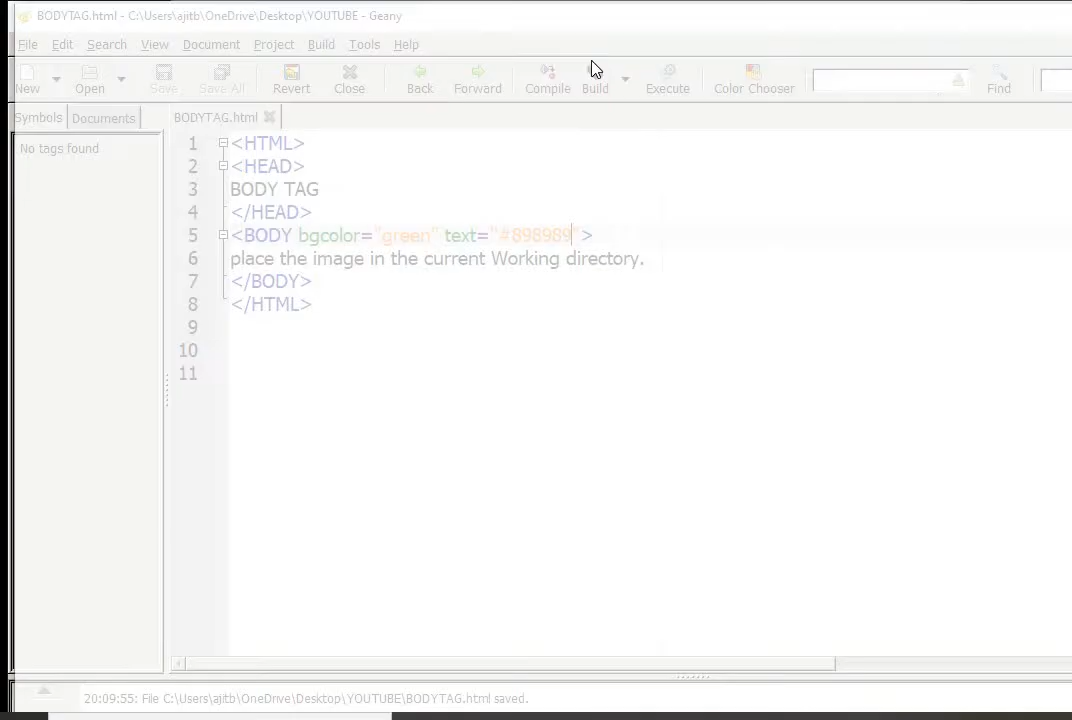 BODYTAG.html - C:\Users\ajitb\OneDrive\Desktop\YOUTUBE - Geany
File Edit Search View Document Project Build Tools Help
New Open Save Save All Revert Close Back Forward Compile Build Execute Color Chooser Find
Symbols Documents BODYTAG.html
No tags found
1 <HTML>
2 <HEAD>
3 BODY TAG
4 </HEAD>
5 <BODY bgcolor="green" text="#898989">
6 place the image in the current Working directory.
7 </BODY>
8 </HTML>
9
10
11
20:09:55: File C:\Users\ajitb\OneDrive\Desktop\YOUTUBE\BODYTAG.html saved.